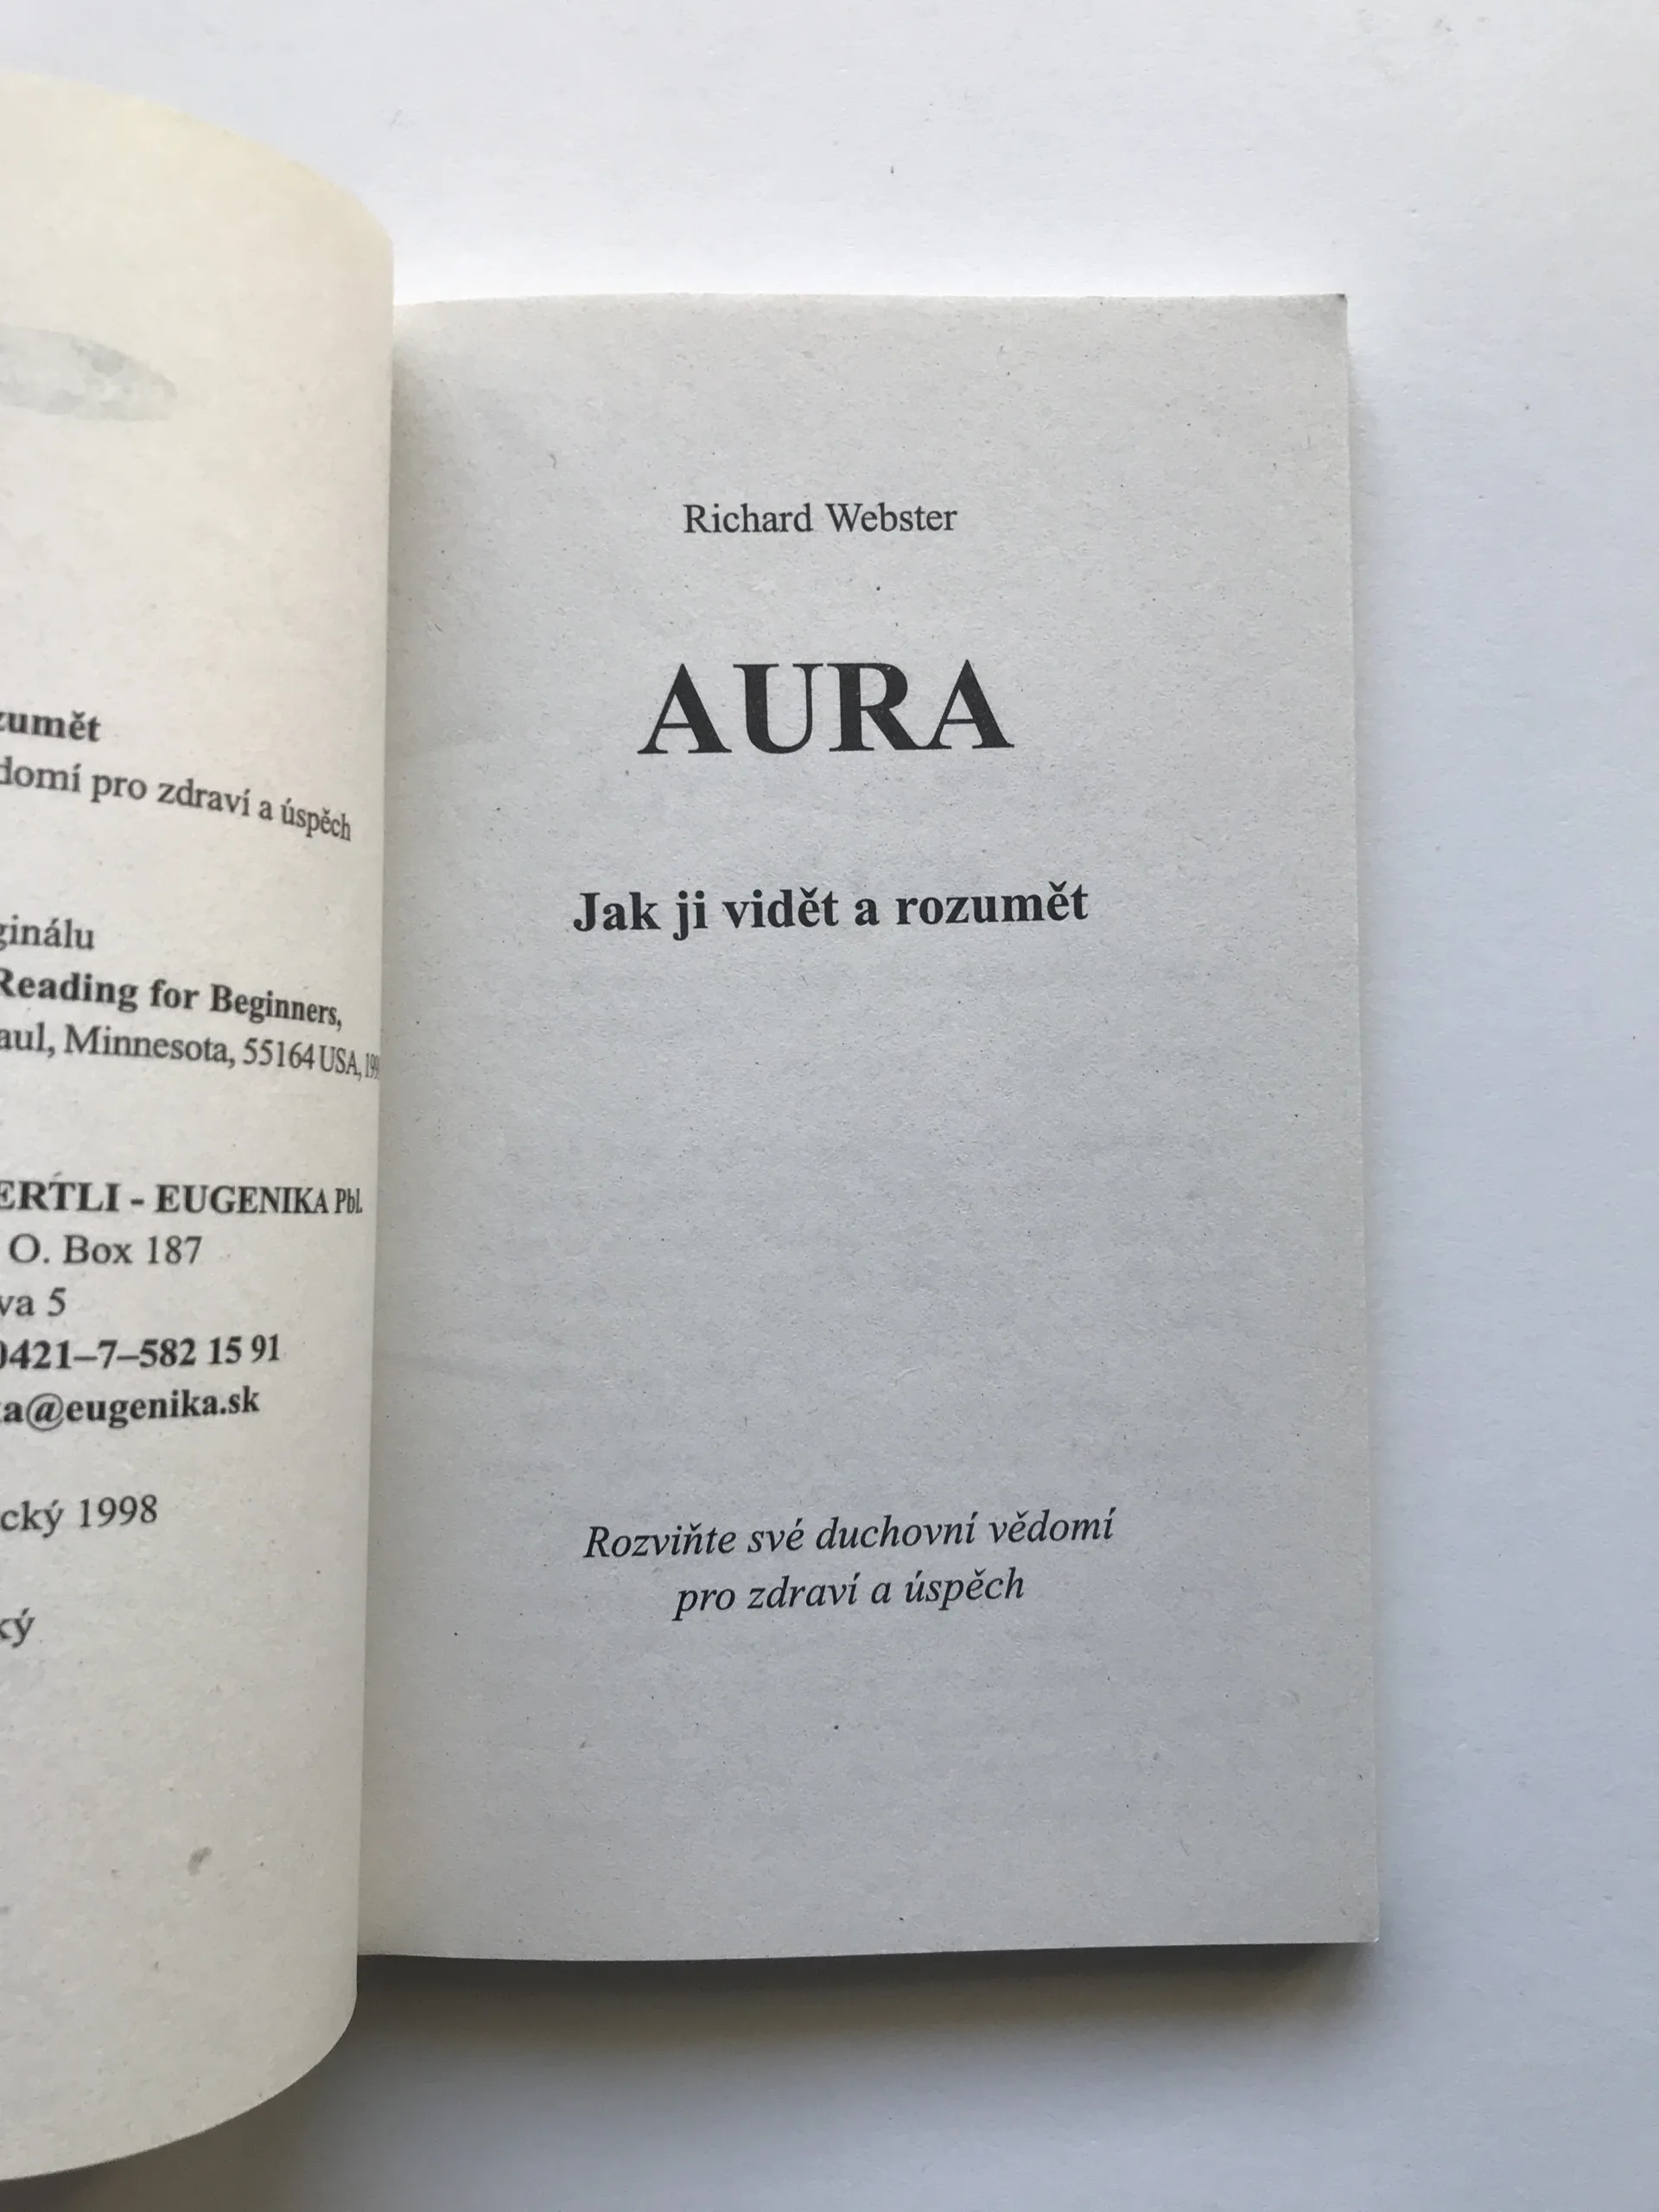 zumět
domí pro zdraví a úspěch
ginálu
Reading for Beginners,
aul, Minnesota, 55164 USA, 199
ERTLI - EUGENIKA Pbl.
O. Box 187
va 5
0421–7–582 15 91
ka@eugenika.sk
cký 1998
ký
Richard Webster
AURA
Jak ji vidět a rozumět
Rozviňte své duchovní vědomí
pro zdraví a úspěch